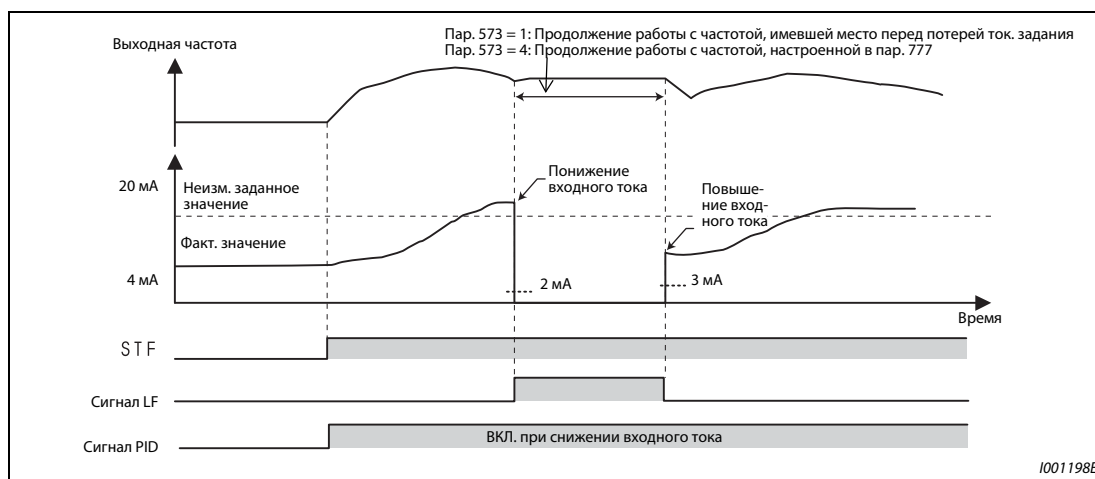 Выходная частота
Пар. 573 = 1: Продолжение работы с частотой, имевшей место перед потерей ток. задания
Пар. 573 = 4: Продолжение работы с частотой, настроенной в пар. 777
20 мА
Неизм. заданное
значение
Понижение
входного тока
Повыше-
ние вход-
ного тока
Факт. значение
4 мА
2 мА
3 мА
Время
STF
Сигнал LF
Сигнал PID
ВКЛ. при снижении входного тока
I001198E